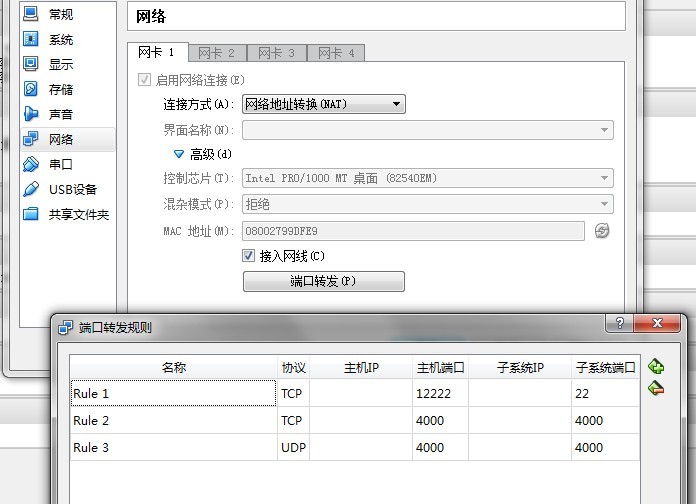 常规
系统
显示
存储
声音
网络
串口
USB设备
共享文件夹
网络
网卡 1 网卡 2 网卡 3 网卡 4
启用网络连接(E)
连接方式(A): 网络地址转换(NAT)
界面名称(N):
高级(d)
控制芯片(T): Intel PRO/1000 MT 桌面 (82540EM)
混杂模式(P): 拒绝
MAC 地址(M): 08002799DFE9
接入网线(C)
端口转发(P)
端口转发规则
名称 协议 主机IP 主机端口 子系统IP 子系统端口
Rule 1 TCP 12222 22
Rule 2 TCP 4000 4000
Rule 3 UDP 4000 4000